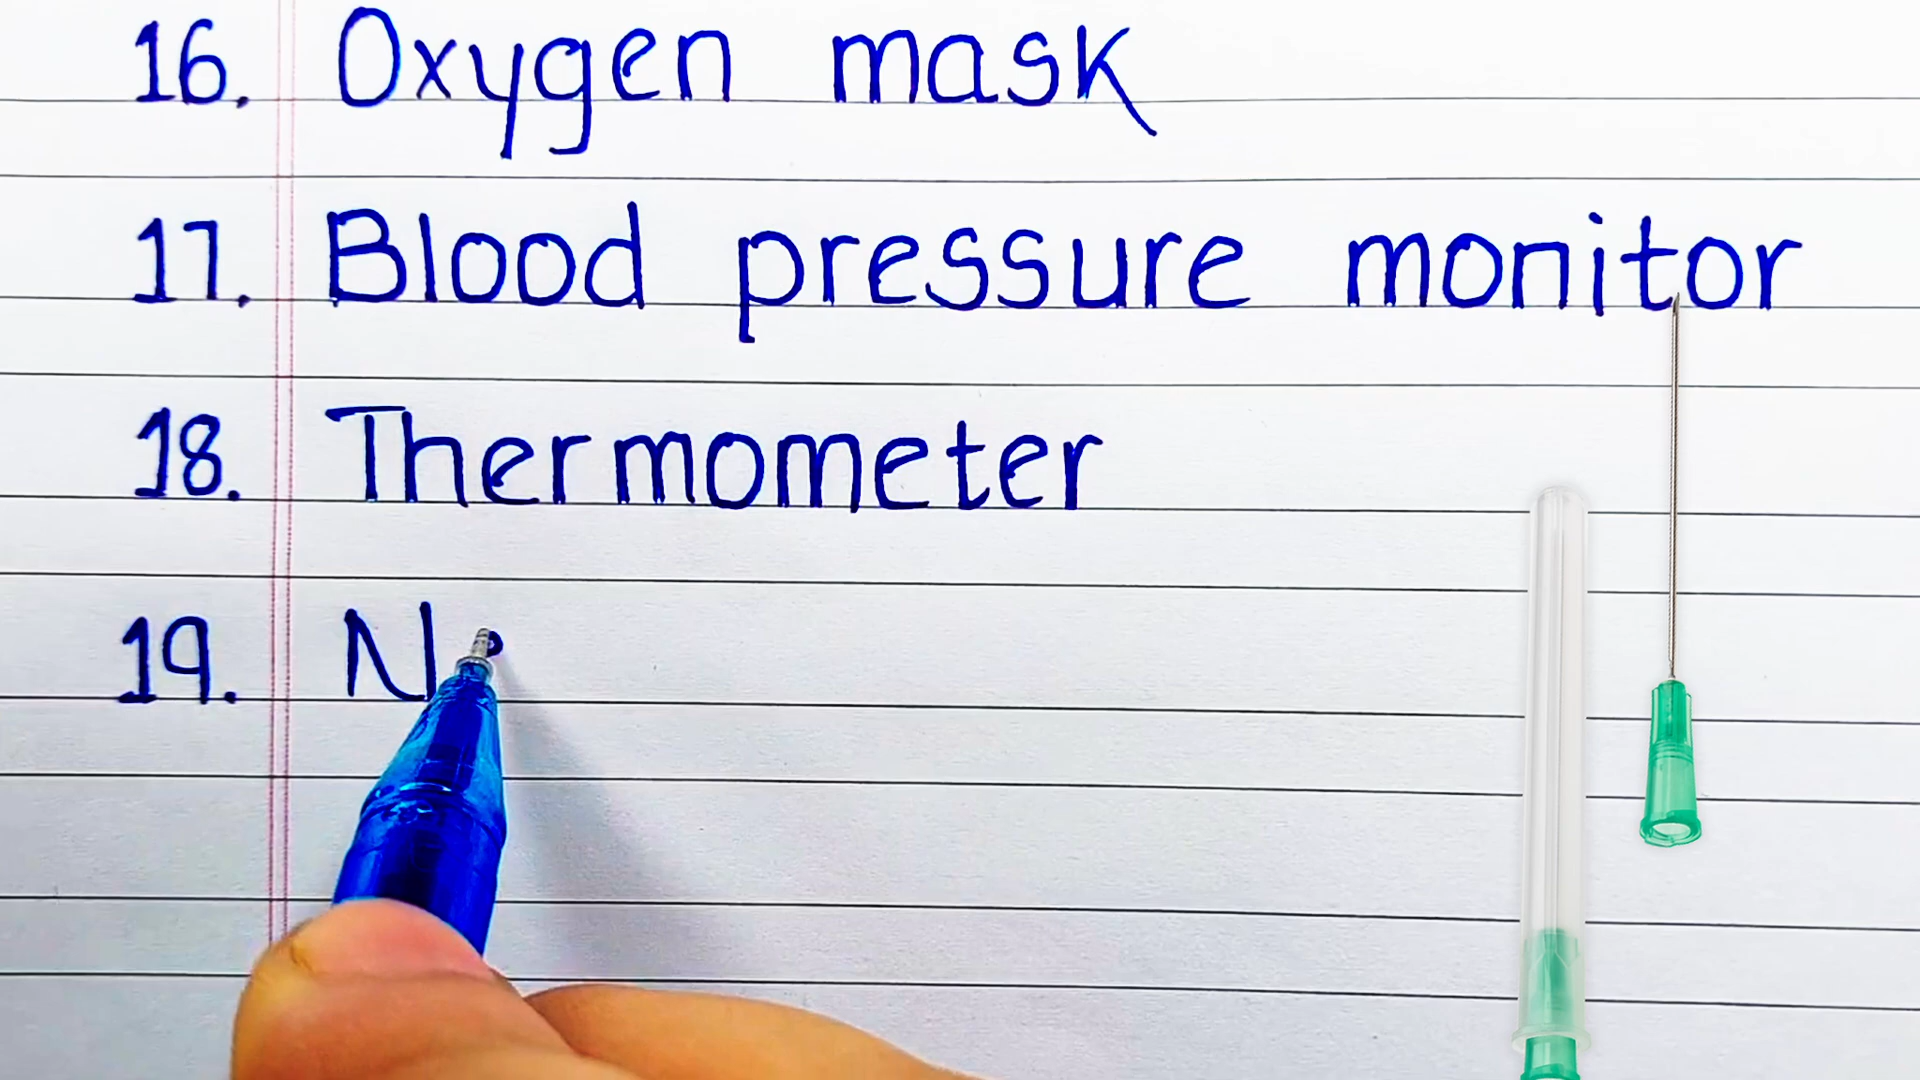 16. Oxygen mask
17. Blood pressure monitor
18. Thermometer
19. N